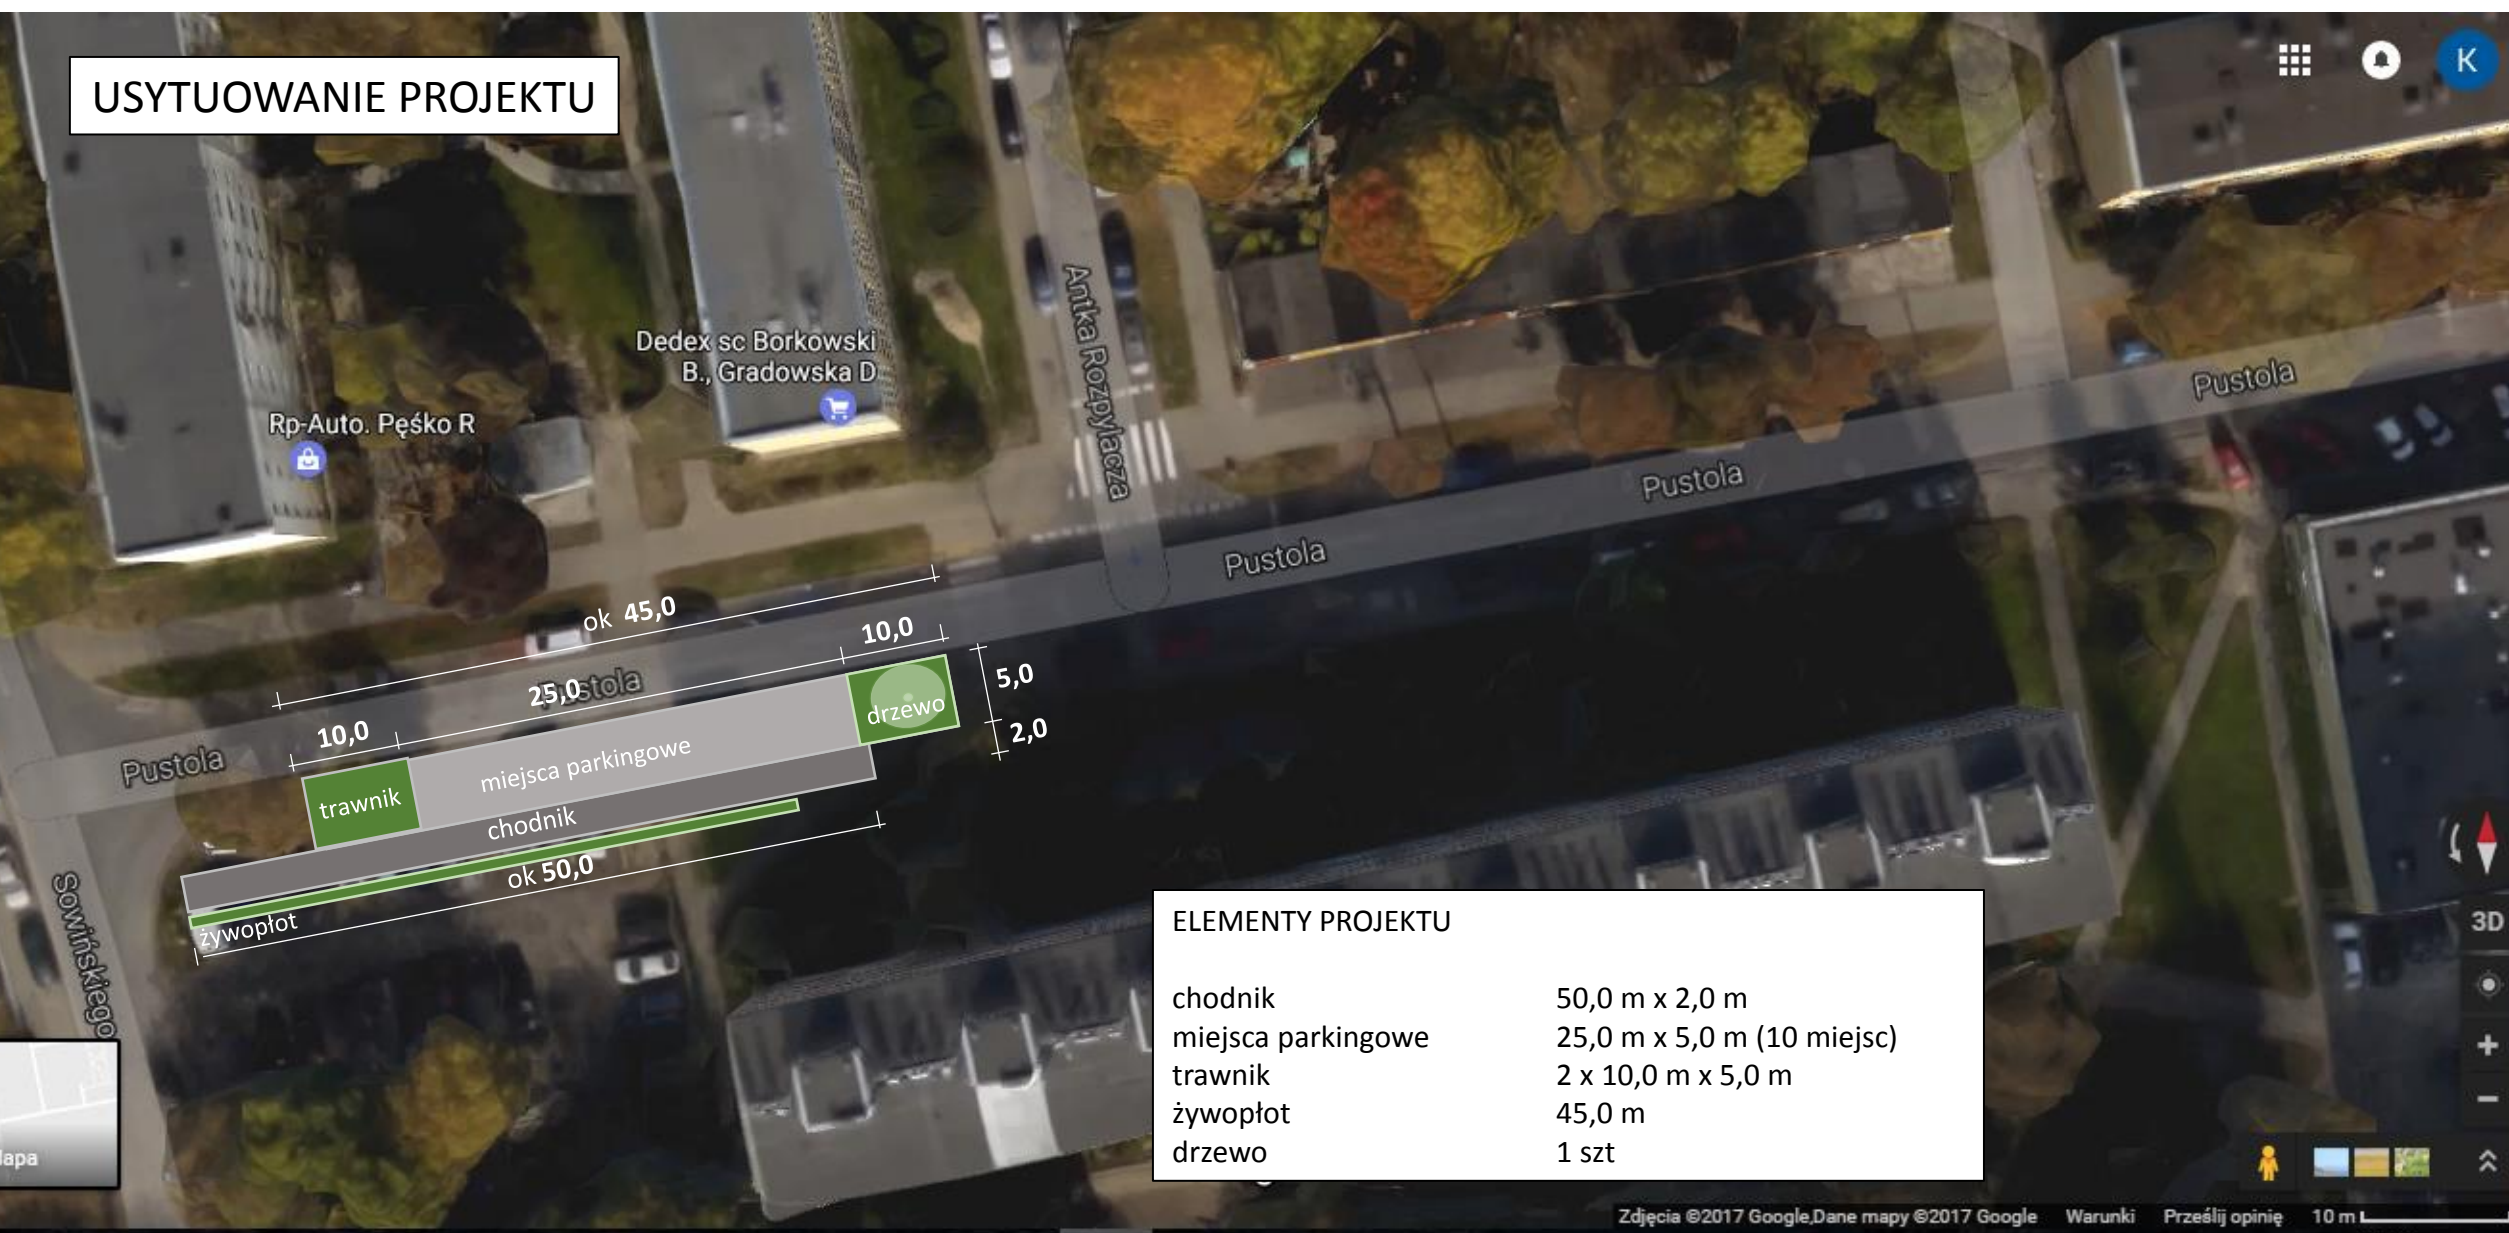 USYTUOWANIE PROJEKTU
K
Dedex sc Borkowski
B., Gradowska D
Rp-Auto. Pęśko R
Antka Rozpylacza
Pustola
Pustola
Pustola
ok 45,0
10,0
25,0
Pustola
10,0
5,0
2,0
drzewo
Pustola
miejsca parkingowe
trawnik
chodnik
ok 50,0
żywopłot
Sowińskiego
ELEMENTY PROJEKTU
chodnik 50,0 m x 2,0 m
miejsca parkingowe 25,0 m x 5,0 m (10 miejsc)
trawnik 2 x 10,0 m x 5,0 m
żywopłot 45,0 m
drzewo 1 szt
3D
apa
Zdjęcia ©2017 Google,Dane mapy ©2017 Google Warunki Prześlij opinię 10 m